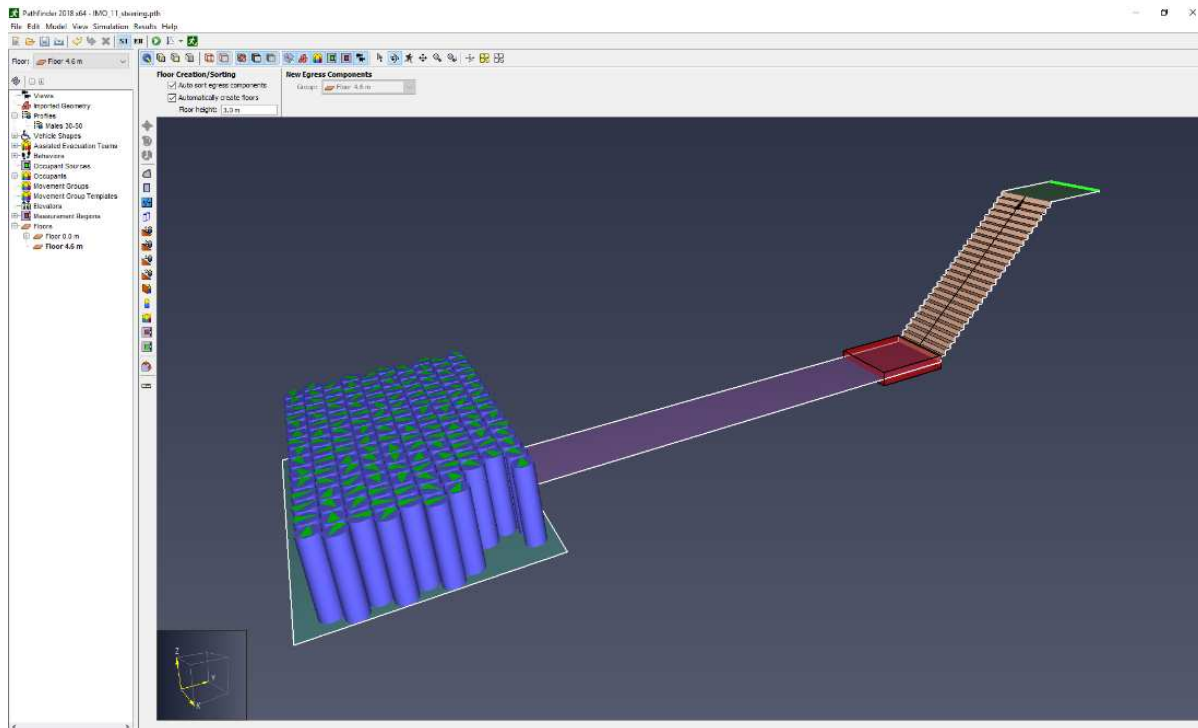 Pathfinder 2018 x64 - IMO_11_steering.pth
File Edit Model View Simulation Results Help
Floor: Floor 4.6 m
Floor Creation/Sorting
New Egress Components
Auto sort egress components
Group: Floor 4.6 m
Automatically create floors
Floor height: 3.0 m
Views
Imported Geometry
Profiles
Males 30-50
Vehicle Shapes
Assisted Evacuation Teams
Behaviors
Occupant Sources
Occupants
Movement Groups
Movement Group Templates
Elevators
Measurement Regions
Floors
Floor 0.0 m
Floor 4.6 m
Z
Y
X